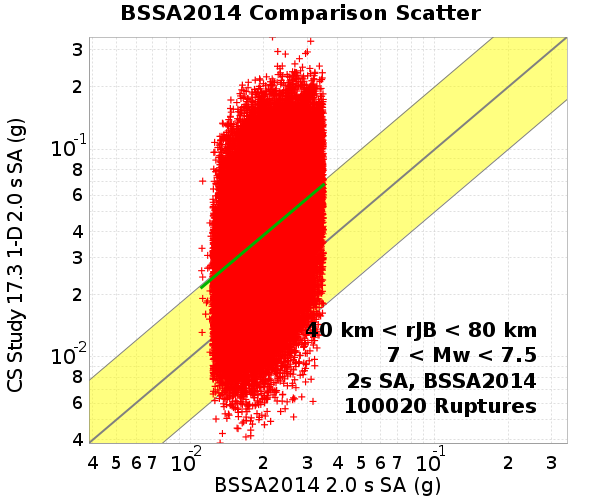 BSSA2014 Comparison Scatter
CS Study 17.3 1-D 2.0 s SA (g)
3
2
10⁻¹
8
6
4
3
2
10⁻²
8
6
4
40 km < rJB < 80 km
7 < Mw < 7.5
2s SA, BSSA2014
100020 Ruptures
4 5 6 7 10⁻² 2 3 4 5 6 7 10⁻¹ 2 3
BSSA2014 2.0 s SA (g)